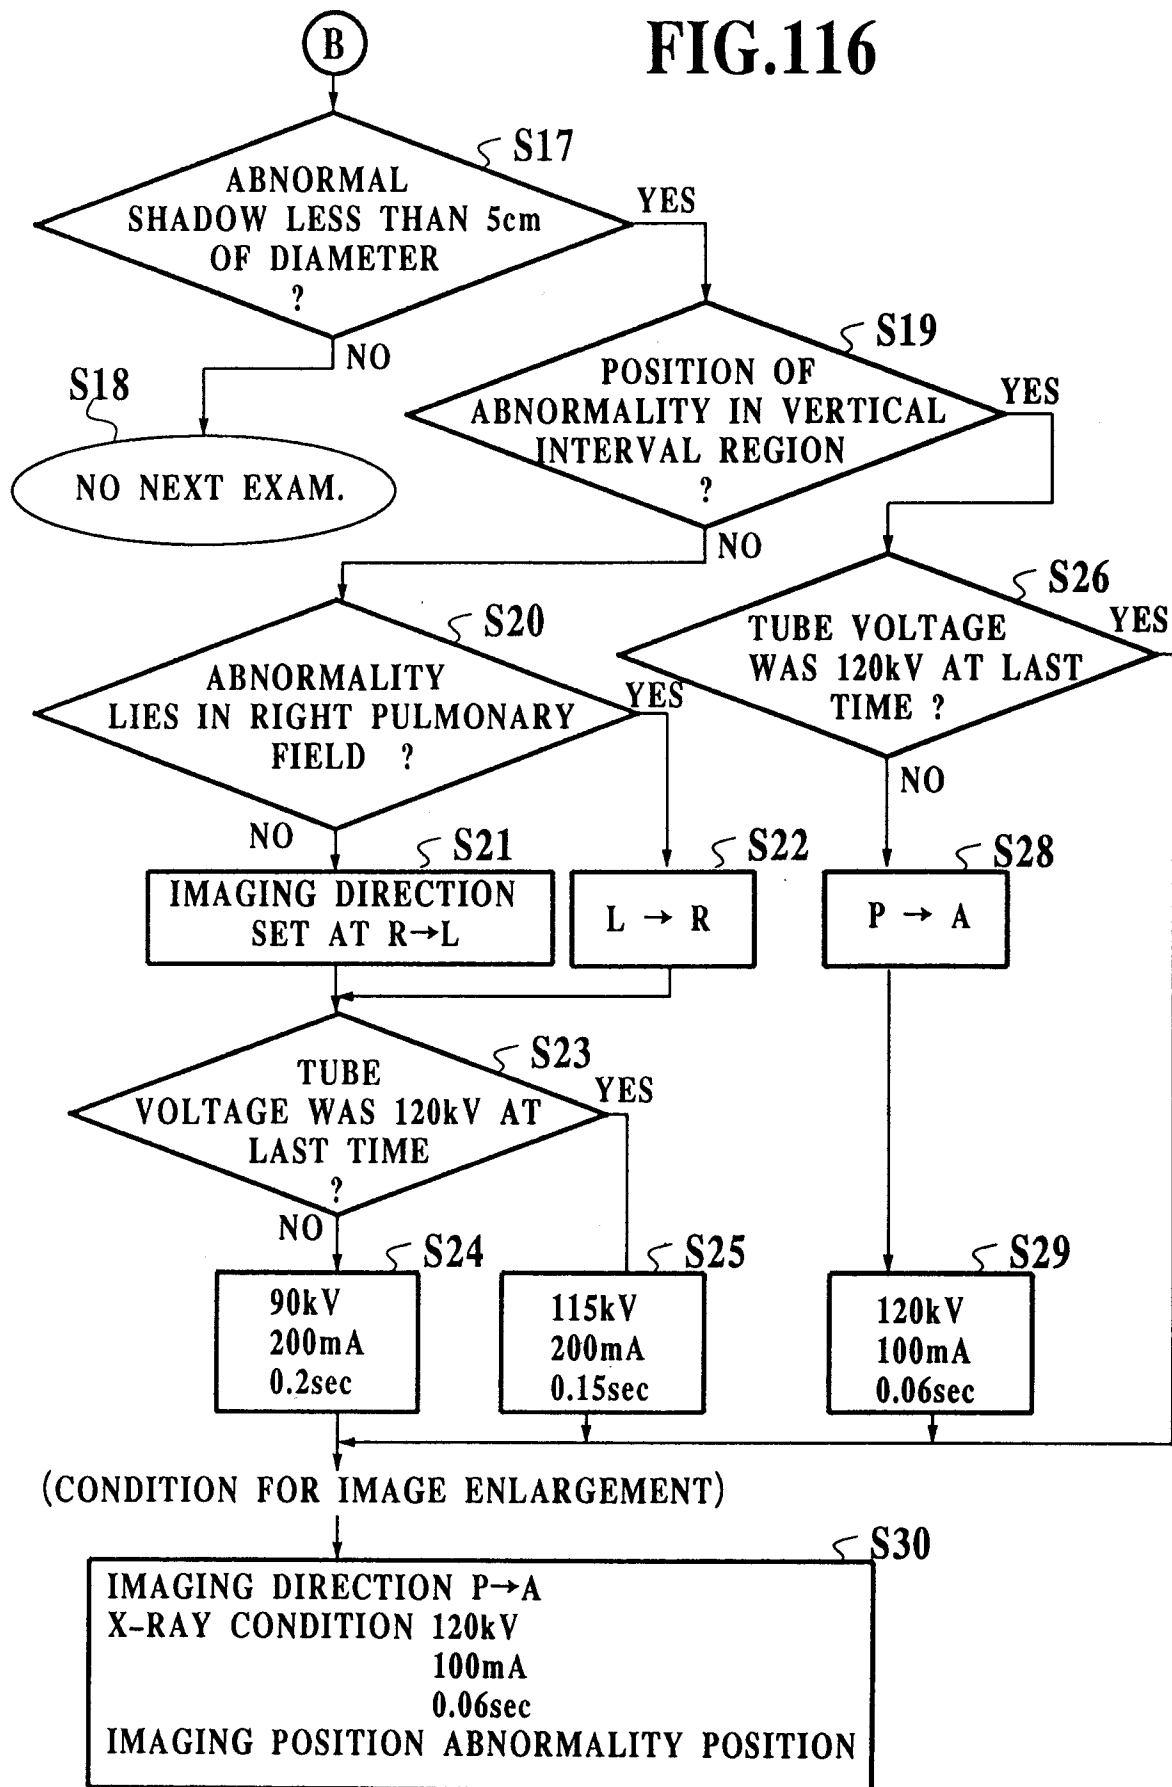 B
FIG.116
S17
ABNORMAL
SHADOW LESS THAN 5cm
OF DIAMETER
?
YES
NO
S18
NO NEXT EXAM.
S19
POSITION OF
ABNORMALITY IN VERTICAL
INTERVAL REGION
?
YES
NO
S20
ABNORMALITY
LIES IN RIGHT PULMONARY
FIELD ?
YES
NO
S26
TUBE VOLTAGE
WAS 120kV AT LAST
TIME ?
YES
NO
S21
IMAGING DIRECTION
SET AT R→L
S22
L → R
S28
P → A
S23
TUBE
VOLTAGE WAS 120kV AT
LAST TIME
?
YES
NO
S24
90kV
200mA
0.2sec
S25
115kV
200mA
0.15sec
S29
120kV
100mA
0.06sec
(CONDITION FOR IMAGE ENLARGEMENT)
S30
IMAGING DIRECTION P→A
X-RAY CONDITION 120kV
100mA
0.06sec
IMAGING POSITION ABNORMALITY POSITION